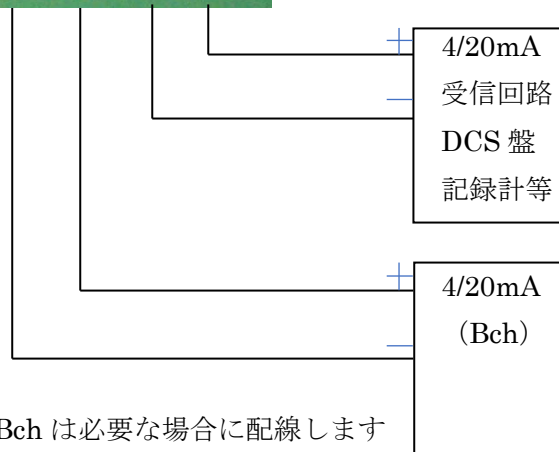 4/20mA
受信回路
DCS 盤
記録計等
4/20mA
（Bch）
Bch は必要な場合に配線します